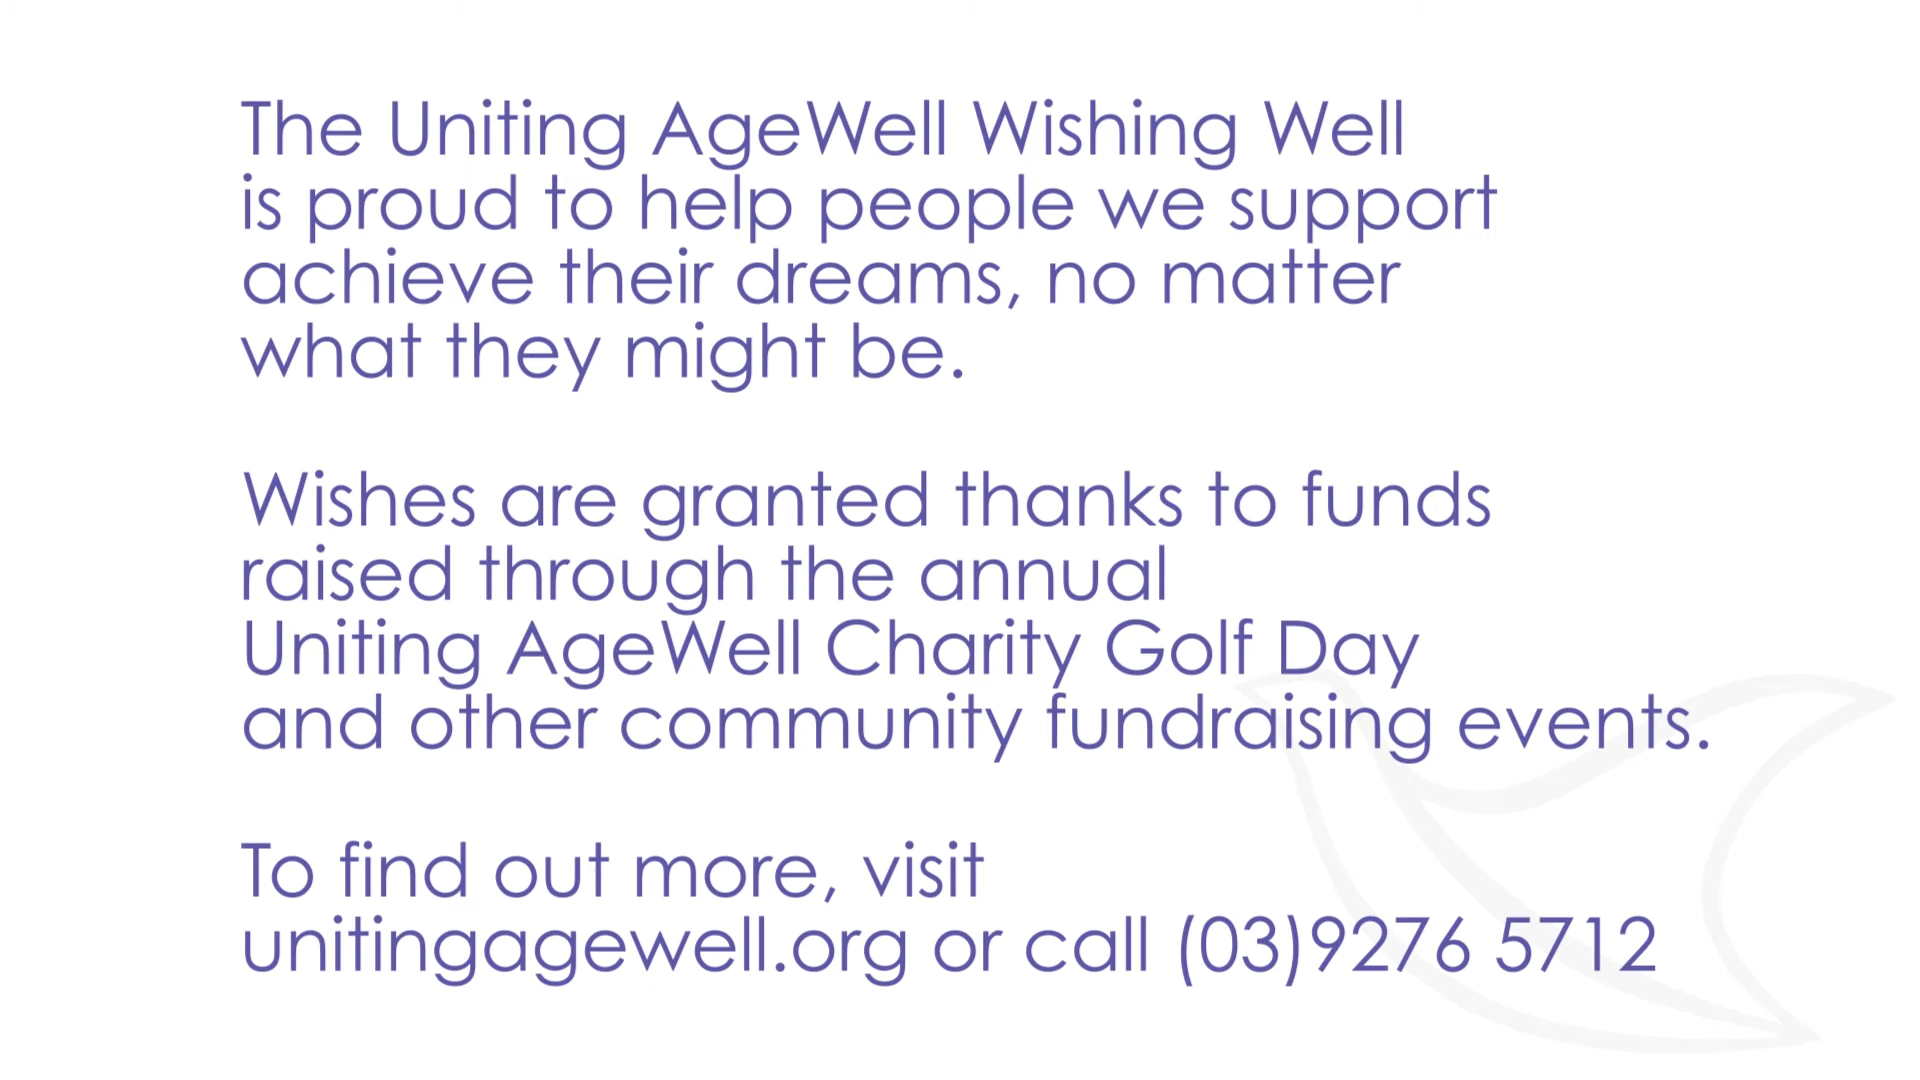 The Uniting AgeWell Wishing Well
is proud to help people we support
achieve their dreams, no matter
what they might be.
Wishes are granted thanks to funds
raised through the annual
Uniting AgeWell Charity Golf Day
and other community fundraising events.
To find out more, visit
unitingagewell.org or call (03)9276 5712